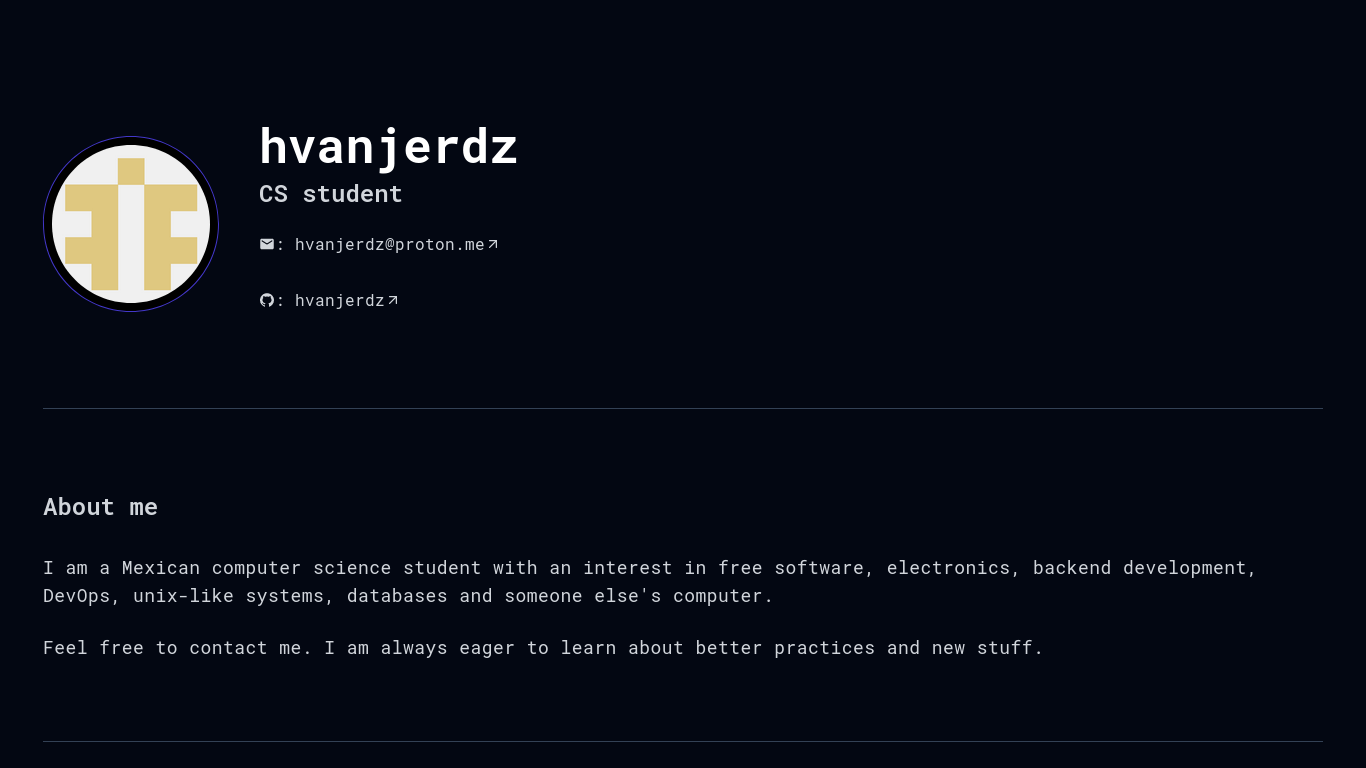 hvanjerdz
CS student
: hvanjerdz@proton.me
: hvanjerdz
About me
I am a Mexican computer science student with an interest in free software, electronics, backend development,
DevOps, unix-like systems, databases and someone else's computer.
Feel free to contact me. I am always eager to learn about better practices and new stuff.